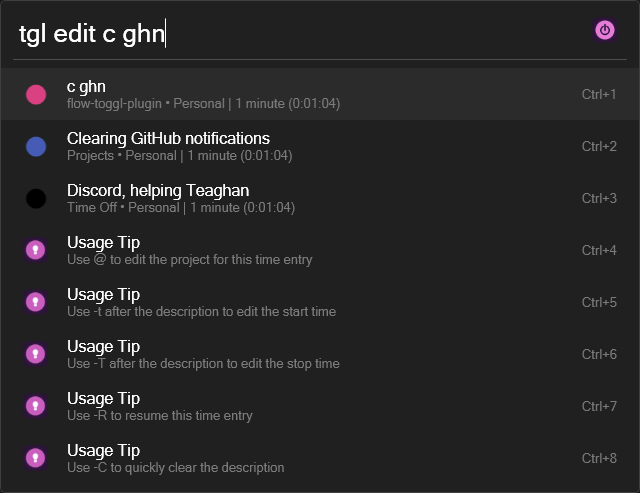 tgl edit c ghn
c ghn
flow-toggl-plugin • Personal | 1 minute (0:01:04)
Ctrl+1
Clearing GitHub notifications
Projects • Personal | 1 minute (0:01:04)
Ctrl+2
Discord, helping Teaghan
Time Off • Personal | 1 minute (0:01:04)
Ctrl+3
Usage Tip
Use @ to edit the project for this time entry
Ctrl+4
Usage Tip
Use -t after the description to edit the start time
Ctrl+5
Usage Tip
Use -T after the description to edit the stop time
Ctrl+6
Usage Tip
Use -R to resume this time entry
Ctrl+7
Usage Tip
Use -C to quickly clear the description
Ctrl+8